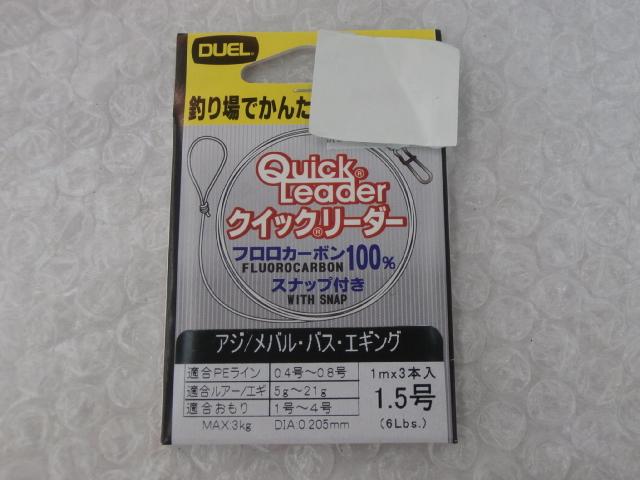 DUEL®
釣り場でかんた
Quick®
Leader
クイック®リーダー
フロロカーボン100%
FLUOROCARBON
スナップ付き
WITH SNAP
アジ/メバル・バス・エギング
適合PEライン 0.4号〜0.8号
1m×3本入
適合ルアー/エギ 5g〜21g
1.5号
適合おもり 1号〜4号
(6Lbs.)
MAX.3kg DIA.0.205mm